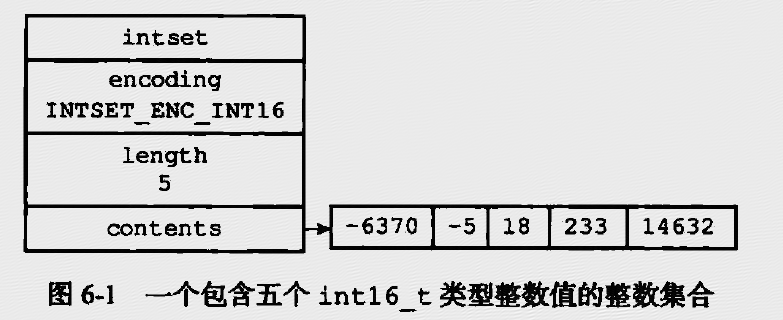 intset
encoding
INTSET_ENC_INT16
length
5
contents
-6370 -5 18 233 14632
图 6-1 一个包含五个 int16_t 类型整数值的整数集合